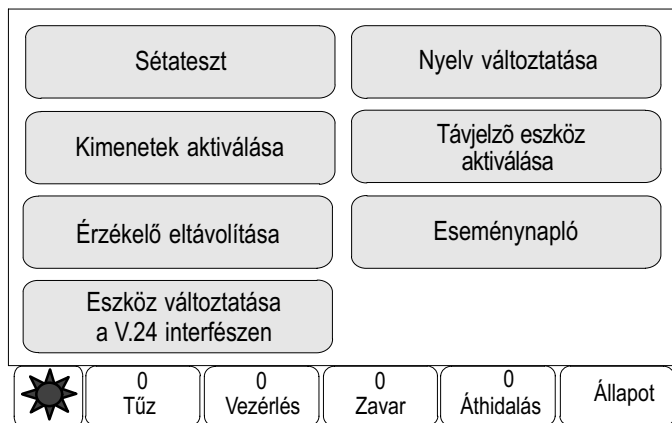 Sétateszt
Nyelv változtatása
Kimenetek aktiválása
Távjelzõ eszköz
aktiválása
Érzékelő eltávolítása
Eseménynapló
Eszköz változtatása
a V.24 interfészen
0
Tűz
0
Vezérlés
0
Zavar
0
Áthidalás
Állapot